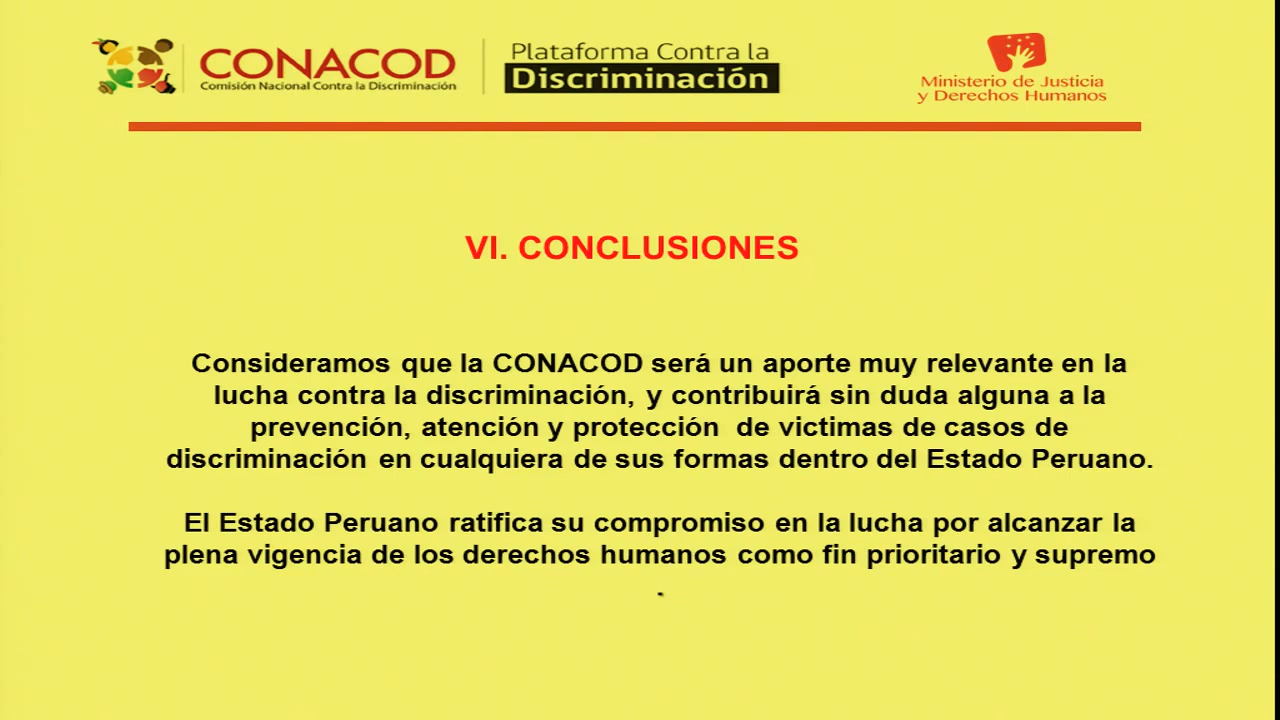 CONACOD
Comisión Nacional Contra la Discriminación
Plataforma Contra la
Discriminación
Ministerio de Justicia
y Derechos Humanos
VI. CONCLUSIONES
Consideramos que la CONACOD será un aporte muy relevante en la
lucha contra la discriminación, y contribuirá sin duda alguna a la
prevención, atención y protección de victimas de casos de
discriminación en cualquiera de sus formas dentro del Estado Peruano.
El Estado Peruano ratifica su compromiso en la lucha por alcanzar la
plena vigencia de los derechos humanos como fin prioritario y supremo
.